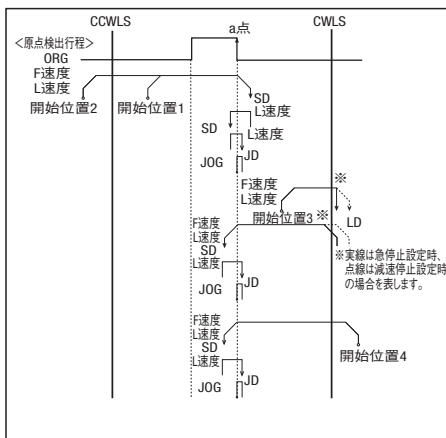 CCWLS
CWLS
a点
＜原点検出行程＞
ORG
F速度
L速度
開始位置2
開始位置1
SD
L速度
SD
L速度
JOG
JD
F速度
L速度
※
開始位置3
※
LD
F速度
L速度
SD
※実線は急停止設定時、
点線は減速停止設定時
の場合を表します。
L速度
JOG
JD
F速度
L速度
SD
開始位置4
L速度
JOG
JD